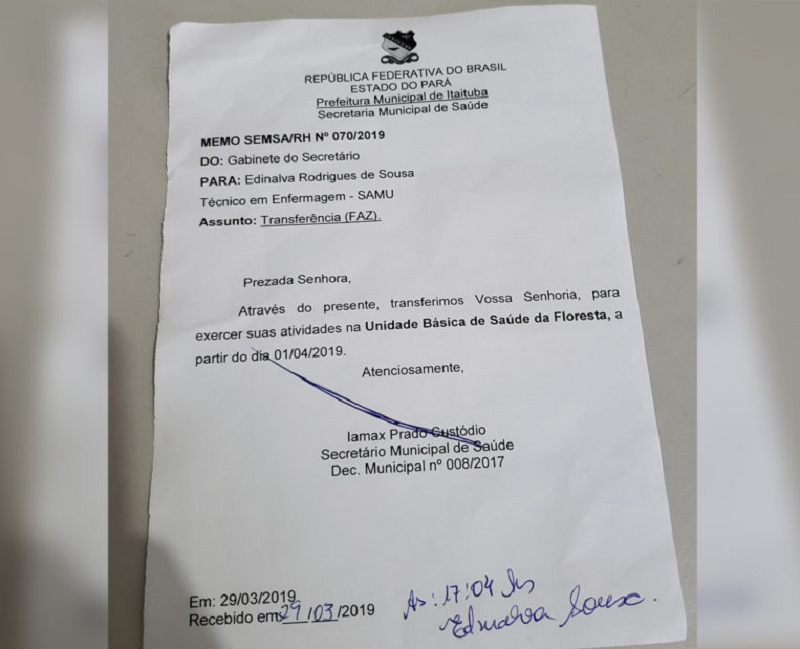 REPÚBLICA FEDERATIVA DO BRASIL
ESTADO DO PARÁ
Prefeitura Municipal de Itaituba
Secretaria Municipal de Saúde
MEMO SEMSA/RH Nº 070/2019
DO: Gabinete do Secretário
PARA: Edinalva Rodrigues de Sousa
Técnico em Enfermagem - SAMU
Assunto: Transferência (FAZ).
Prezada Senhora,
Através do presente, transferimos Vossa Senhoria, para
exercer suas atividades na Unidade Básica de Saúde da Floresta, a
partir do dia 01/04/2019.
Atenciosamente,
Iamax Prado Custódio
Secretário Municipal de Saúde
Dec. Municipal nº 008/2017
Em: 29/03/2019
Recebido em 29/03/2019
As: 17:04 hs
Edinalva Sousa.